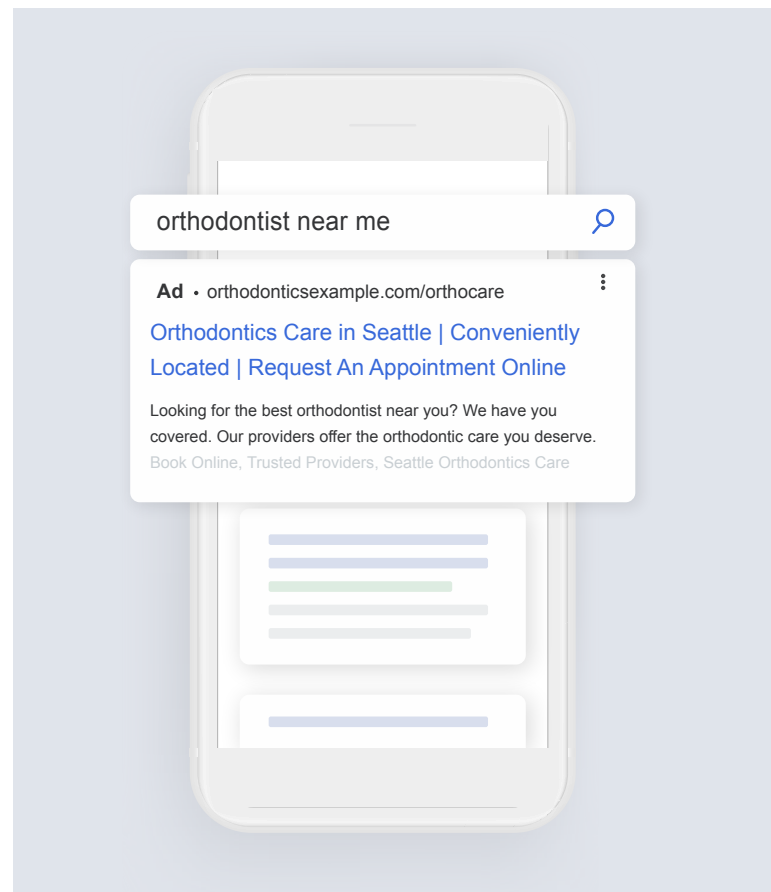 orthodontist near me
Ad • orthodonticsexample.com/orthocare
Orthodontics Care in Seattle | Conveniently
Located | Request An Appointment Online
Looking for the best orthodontist near you? We have you
covered. Our providers offer the orthodontic care you deserve.
Book Online, Trusted Providers, Seattle Orthodontics Care